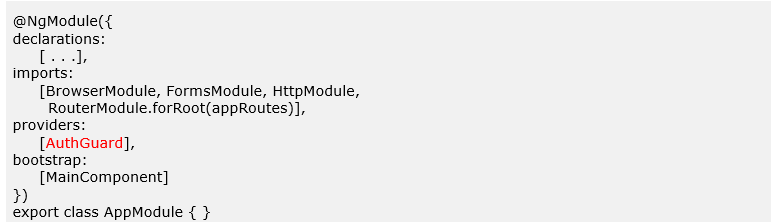 @NgModule({
declarations:
[ . . .],
imports:
[BrowserModule, FormsModule, HttpModule,
RouterModule.forRoot(appRoutes)],
providers:
[AuthGuard],
bootstrap:
[MainComponent]
})
export class AppModule { }